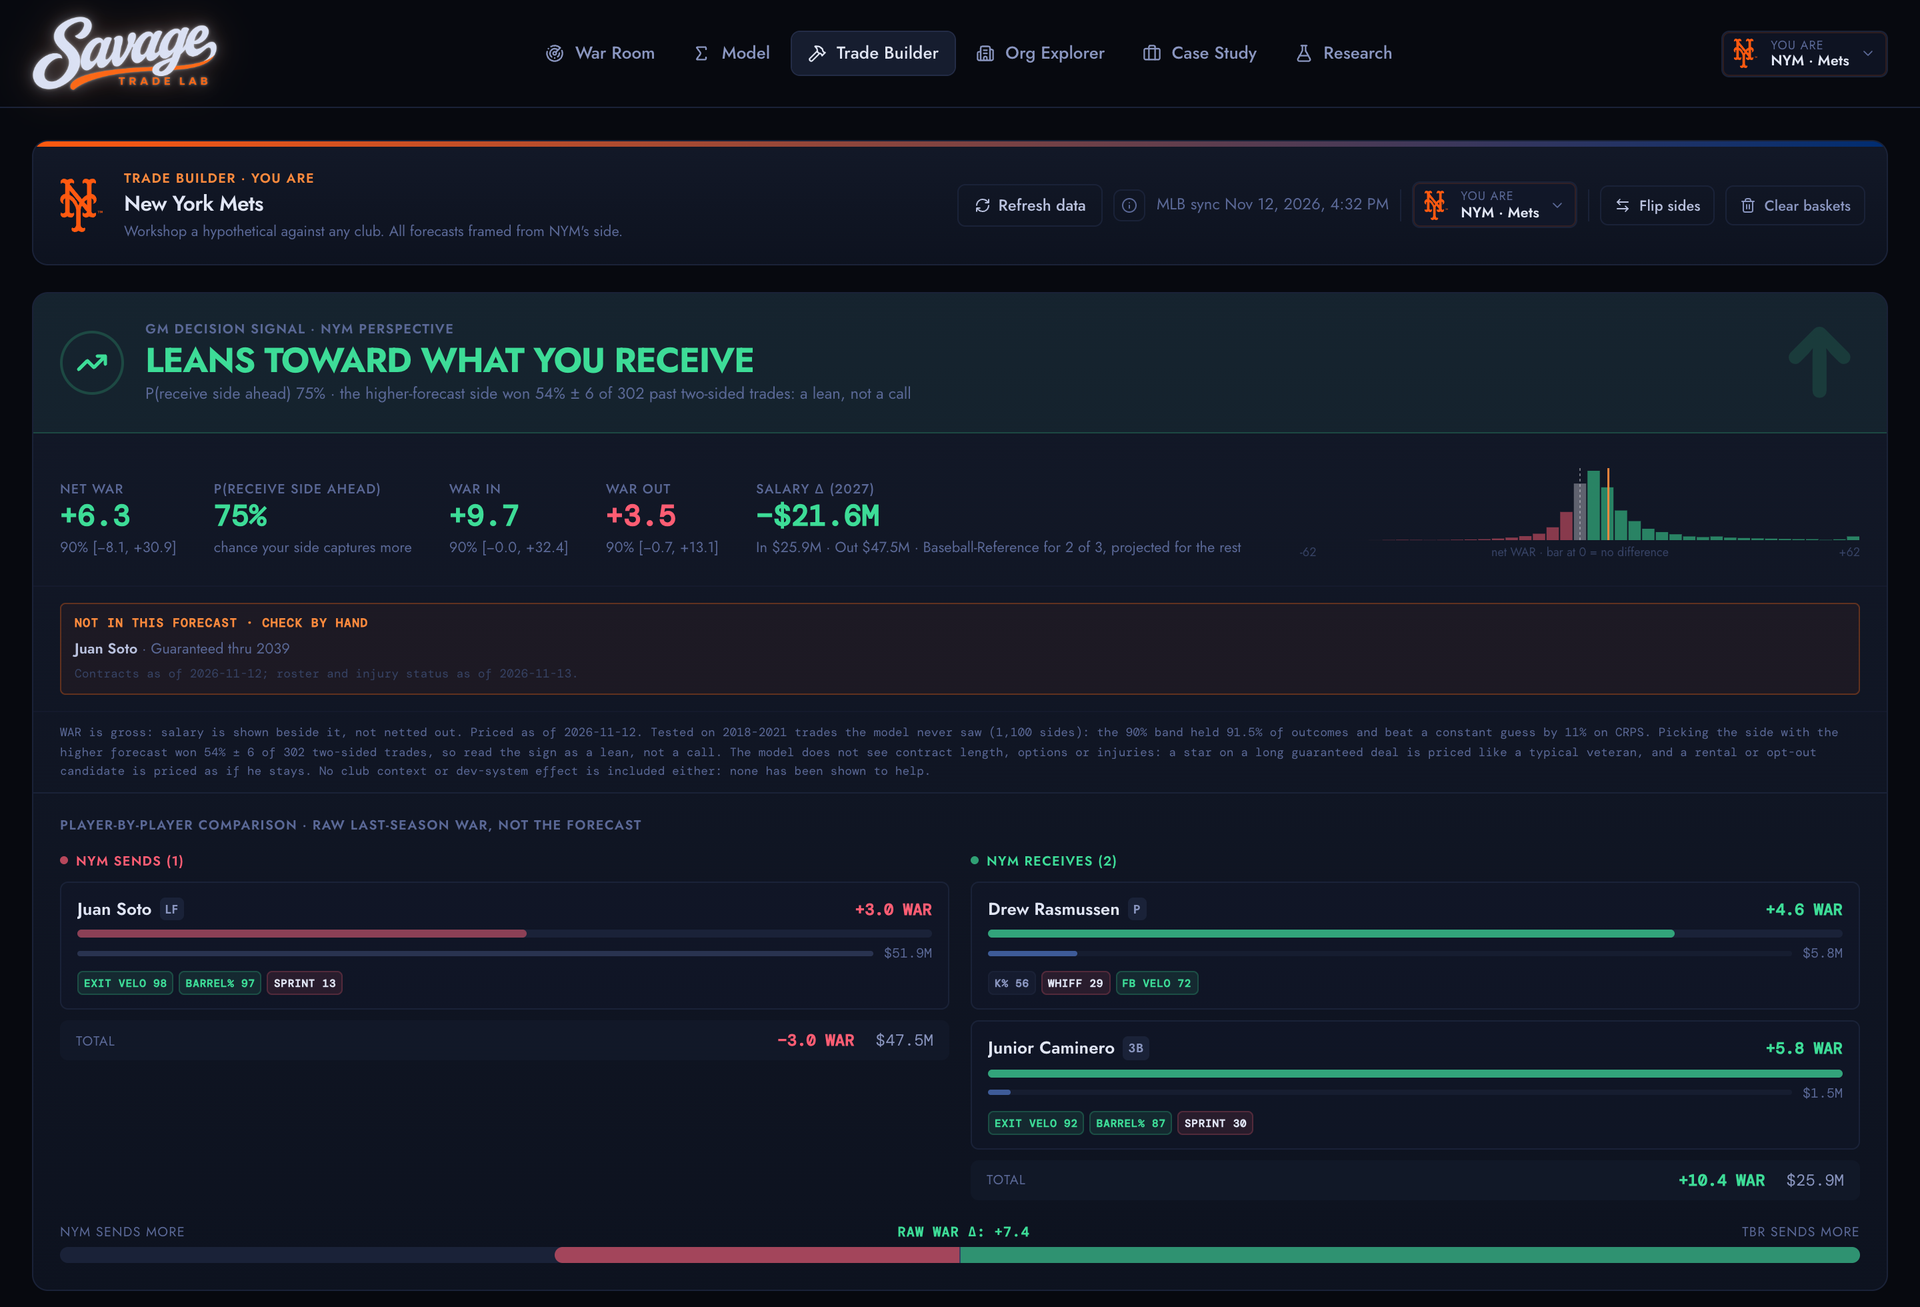 Savage
TRADE LAB
War Room
Model
Trade Builder
Org Explorer
Case Study
Research
YOU ARE
NYM · Mets
TRADE BUILDER · YOU ARE
New York Mets
Workshop a hypothetical against any club. All forecasts framed from NYM's side.
Refresh data
MLB sync Nov 12, 2026, 4:32 PM
YOU ARE
NYM · Mets
Flip sides
Clear baskets
GM DECISION SIGNAL · NYM PERSPECTIVE
LEANS TOWARD WHAT YOU RECEIVE
P(receive side ahead) 75% · the higher-forecast side won 54% ± 6 of 302 past two-sided trades: a lean, not a call
NET WAR
+6.3
90% [−8.1, +30.9]
P(RECEIVE SIDE AHEAD)
75%
chance your side captures more
WAR IN
+9.7
90% [−0.0, +32.4]
WAR OUT
+3.5
90% [−0.7, +13.1]
SALARY Δ (2027)
−$21.6M
In $25.9M · Out $47.5M · Baseball-Reference for 2 of 3, projected for the rest
-62
net WAR · bar at 0 = no difference
+62
NOT IN THIS FORECAST · CHECK BY HAND
Juan Soto · Guaranteed thru 2039
Contracts as of 2026-11-12; roster and injury status as of 2026-11-13.
WAR is gross: salary is shown beside it, not netted out. Priced as of 2026-11-12. Tested on 2018-2021 trades the model never saw (1,100 sides): the 90% band held 91.5% of outcomes and beat a constant guess by 11% on CRPS. Picking the side with the
higher forecast won 54% ± 6 of 302 two-sided trades, so read the sign as a lean, not a call. The model does not see contract length, options or injuries: a star on a long guaranteed deal is priced like a typical veteran, and a rental or opt-out
candidate is priced as if he stays. No club context or dev-system effect is included either: none has been shown to help.
PLAYER-BY-PLAYER COMPARISON · RAW LAST-SEASON WAR, NOT THE FORECAST
NYM SENDS (1)
Juan Soto LF
+3.0 WAR
$51.9M
EXIT VELO 98
BARREL% 97
SPRINT 13
TOTAL
−3.0 WAR
$47.5M
NYM RECEIVES (2)
Drew Rasmussen P
+4.6 WAR
$5.8M
K% 56
WHIFF 29
FB VELO 72
Junior Caminero 3B
+5.8 WAR
$1.5M
EXIT VELO 92
BARREL% 87
SPRINT 30
TOTAL
+10.4 WAR
$25.9M
NYM SENDS MORE
RAW WAR Δ: +7.4
TBR SENDS MORE